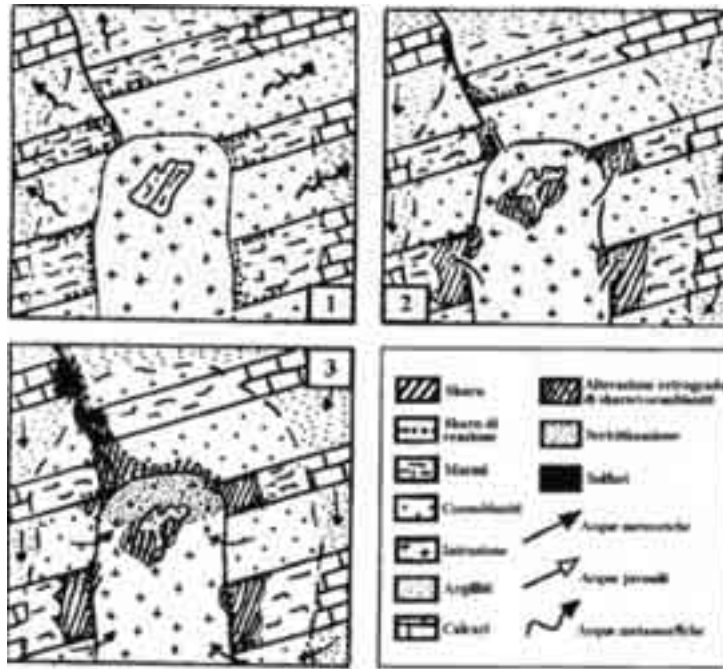 1
2
3
Skarn
Skarn di
reazione
Marmi
Cornubianiti
Intrusione
Argilliti
Calcari
Alterazione retrograda
di skarn/cornubianiti
Sericitizzazione
Solfuri
Acque meteoriche
Acque juvenili
Acque metamorfiche